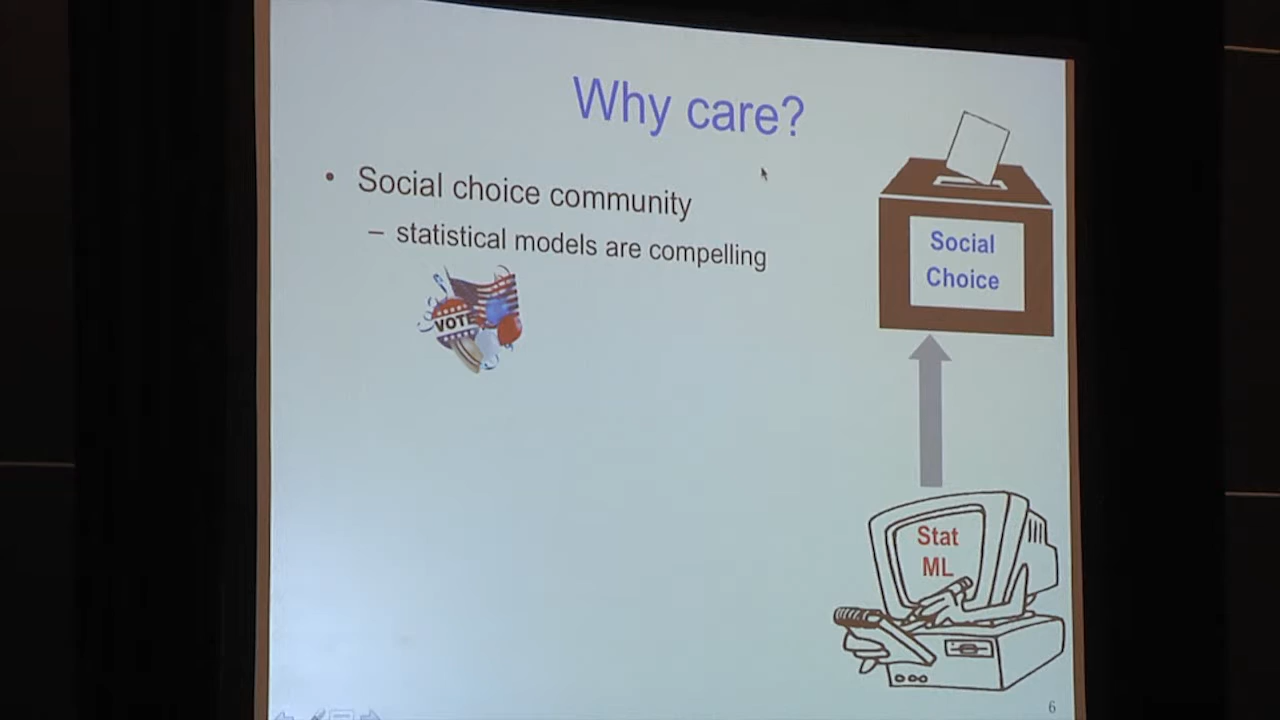 Why care?
• Social choice community
– statistical models are compelling
VOTE
Social
Choice
Stat
ML
6